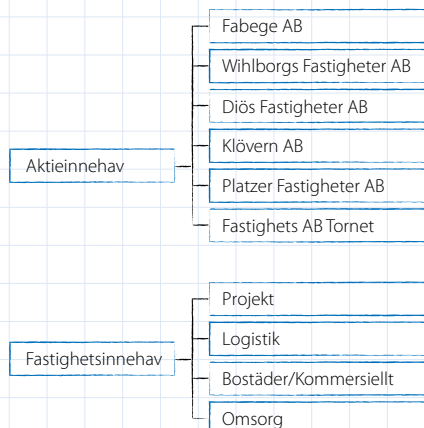 Aktieinnehav
Fabege AB
Wihlborgs Fastigheter AB
Diös Fastigheter AB
Klövern AB
Platzer Fastigheter AB
Fastighets AB Tornet
Fastighetsinnehav
Projekt
Logistik
Bostäder/Kommersiellt
Omsorg